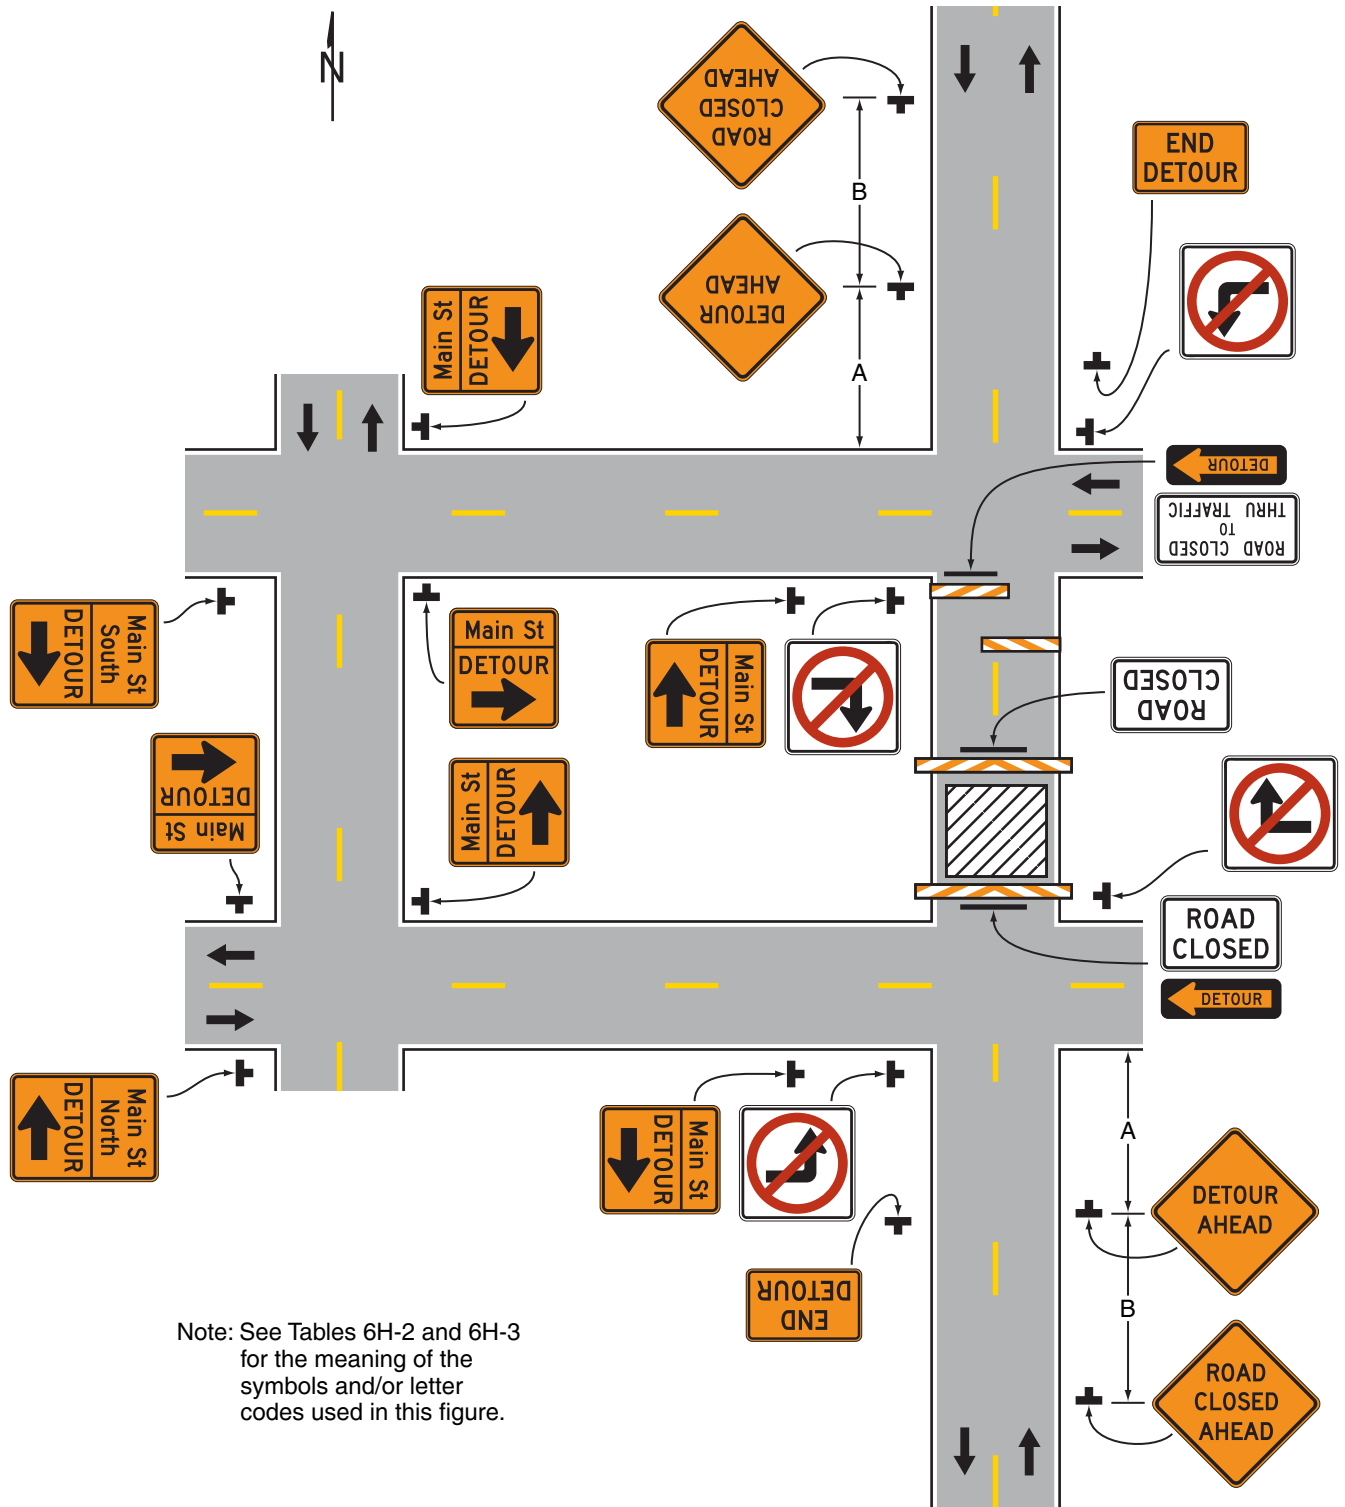 N
ROAD
CLOSED
AHEAD
B
DETOUR
AHEAD
A
END
DETOUR
Main St
DETOUR
DETOUR
ROAD CLOSED
TO
THRU TRAFFIC
Main St
South
DETOUR
Main St
DETOUR
Main St
DETOUR
ROAD
CLOSED
Main St
DETOUR
Main St
DETOUR
ROAD
CLOSED
DETOUR
Main St
North
DETOUR
Main St
DETOUR
A
DETOUR
AHEAD
END
DETOUR
B
ROAD
CLOSED
AHEAD
Note: See Tables 6H-2 and 6H-3
for the meaning of the
symbols and/or letter
codes used in this figure.